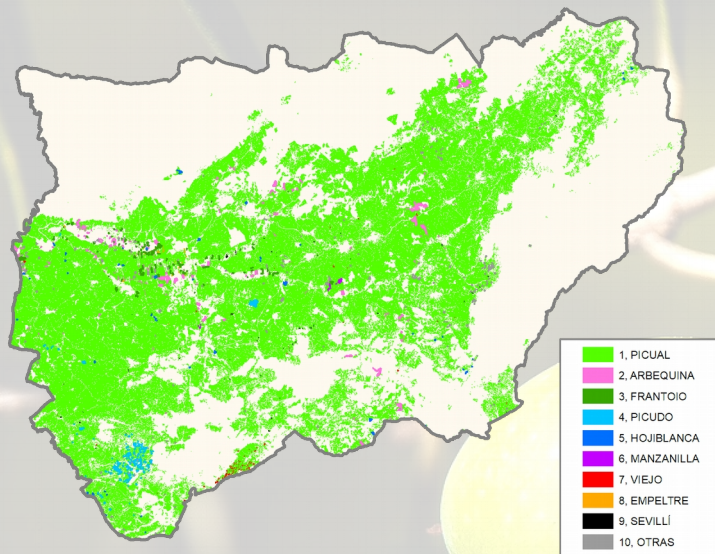 1, PICUAL
2, ARBEQUINA
3, FRANTOIO
4, PICUDO
5, HOJIBLANCA
6, MANZANILLA
7, VIEJO
8, EMPELTRE
9, SEVILLÍ
10, OTRAS